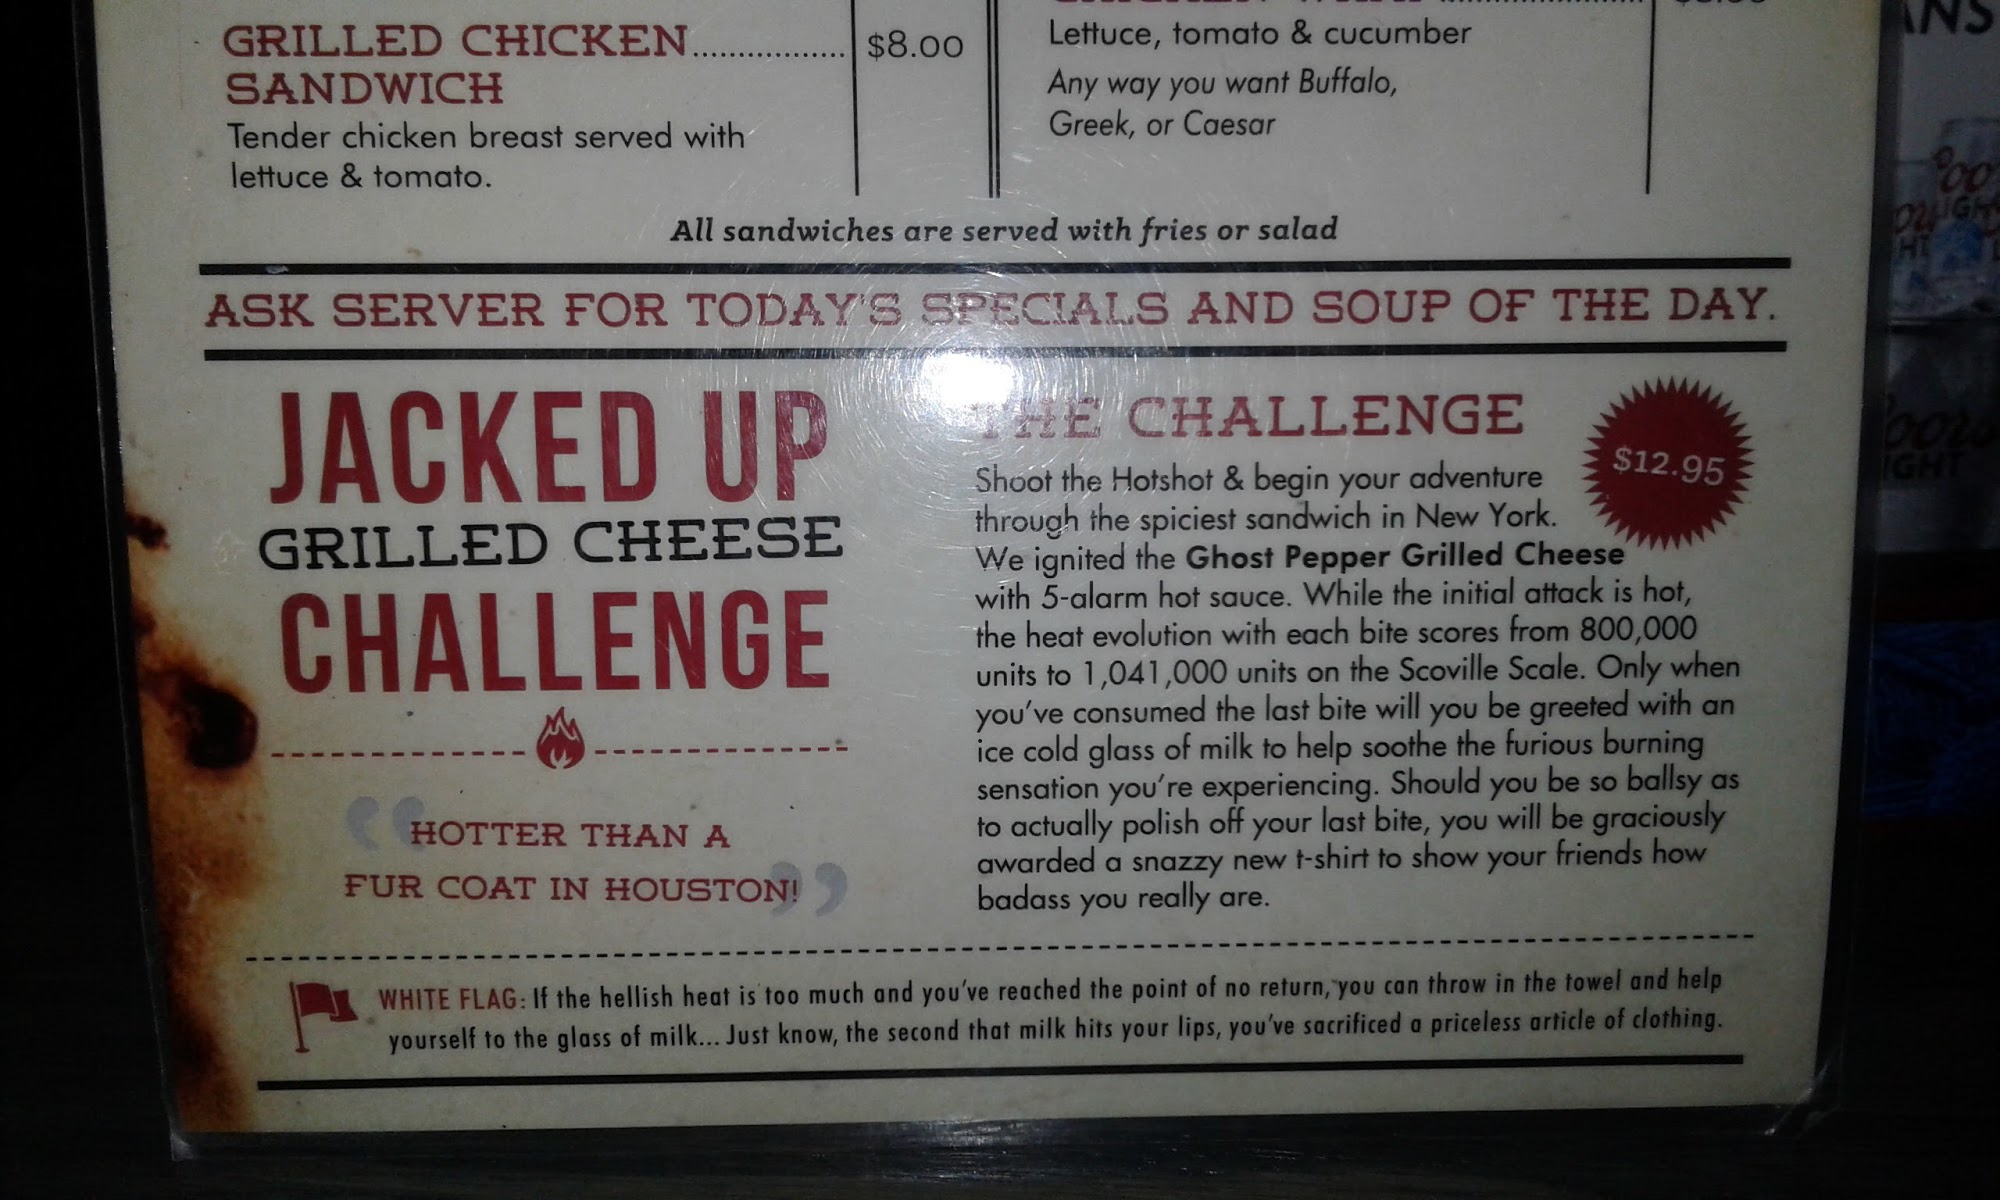 GRILLED CHICKEN.................. $8.00
SANDWICH
Tender chicken breast served with
lettuce & tomato.
Lettuce, tomato & cucumber
Any way you want Buffalo,
Greek, or Caesar
All sandwiches are served with fries or salad
ASK SERVER FOR TODAY'S SPECIALS AND SOUP OF THE DAY.
JACKED UP
GRILLED CHEESE
CHALLENGE
“HOTTER THAN A
FUR COAT IN HOUSTON!”
THE CHALLENGE
$12.95
Shoot the Hotshot & begin your adventure
through the spiciest sandwich in New York.
We ignited the Ghost Pepper Grilled Cheese
with 5-alarm hot sauce. While the initial attack is hot,
the heat evolution with each bite scores from 800,000
units to 1,041,000 units on the Scoville Scale. Only when
you've consumed the last bite will you be greeted with an
ice cold glass of milk to help soothe the furious burning
sensation you're experiencing. Should you be so ballsy as
to actually polish off your last bite, you will be graciously
awarded a snazzy new t-shirt to show your friends how
badass you really are.
WHITE FLAG: If the hellish heat is too much and you've reached the point of no return, you can throw in the towel and help
yourself to the glass of milk... Just know, the second that milk hits your lips, you've sacrificed a priceless article of clothing.